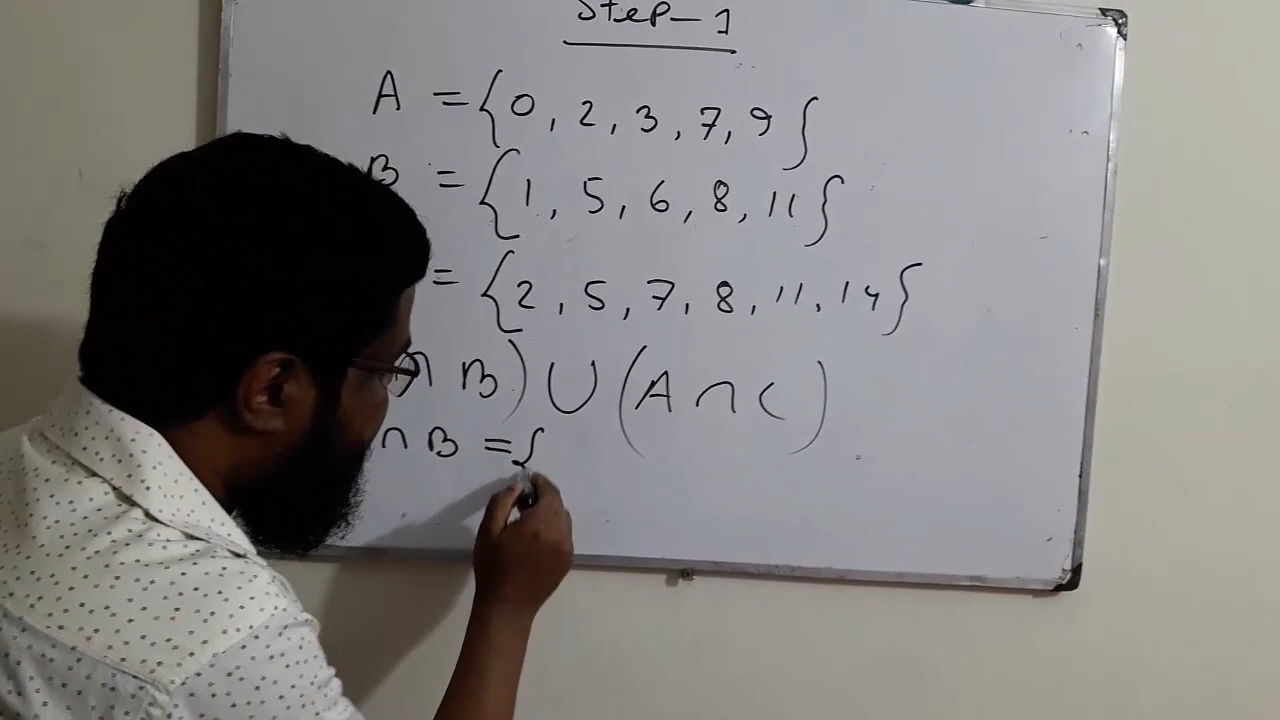 Step-1
A = {0, 2, 3, 7, 9}
B = {1, 5, 6, 8, 11}
= {2, 5, 7, 8, 11, 14}
∩ B) ∪ (A ∩ C)
∩ B = {